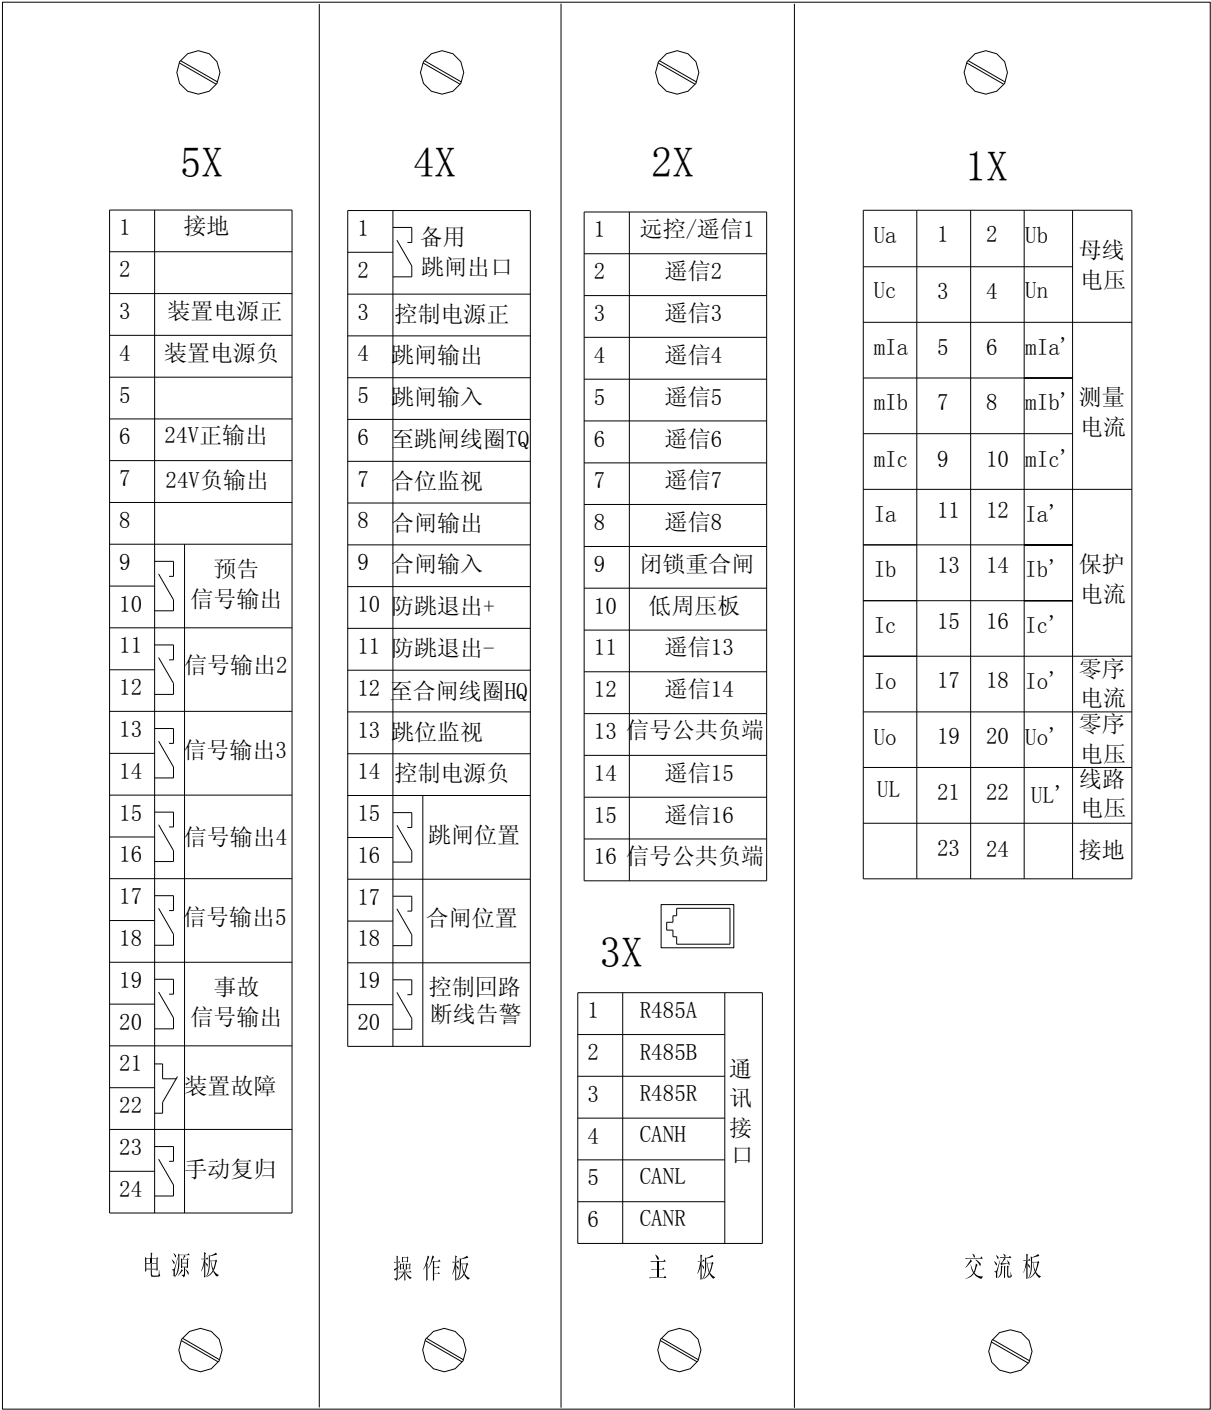 5X
1 接地
2
3 装置电源正
4 装置电源负
5
6 24V正输出
7 24V负输出
8
9 预告
10 信号输出
11 信号输出2
12
13 信号输出3
14
15 信号输出4
16
17 信号输出5
18
19 事故
20 信号输出
21 装置故障
22
23 手动复归
24
电源板
4X
1 备用
2 跳闸出口
3 控制电源正
4 跳闸输出
5 跳闸输入
6 至跳闸线圈TQ
7 合位监视
8 合闸输出
9 合闸输入
10 防跳退出+
11 防跳退出-
12 至合闸线圈HQ
13 跳位监视
14 控制电源负
15 跳闸位置
16
17 合闸位置
18
19 控制回路
20 断线告警
操作板
2X
1 远控/遥信1
2 遥信2
3 遥信3
4 遥信4
5 遥信5
6 遥信6
7 遥信7
8 遥信8
9 闭锁重合闸
10 低周压板
11 遥信13
12 遥信14
13 信号公共负端
14 遥信15
15 遥信16
16 信号公共负端
3X
1 R485A
2 R485B
3 R485R
4 CANH
5 CANL
6 CANR
通
讯
接
口
主 板
1X
Ua 1 2 Ub 母线
Uc 3 4 Un 电压
mIa 5 6 mIa’
mIb 7 8 mIb’ 测量
mIc 9 10 mIc’ 电流
Ia 11 12 Ia’
Ib 13 14 Ib’ 保护
Ic 15 16 Ic’ 电流
Io 17 18 Io’ 零序
电流
Uo 19 20 Uo’ 零序
电压
UL 21 22 UL’ 线路
电压
23 24 接地
交流板